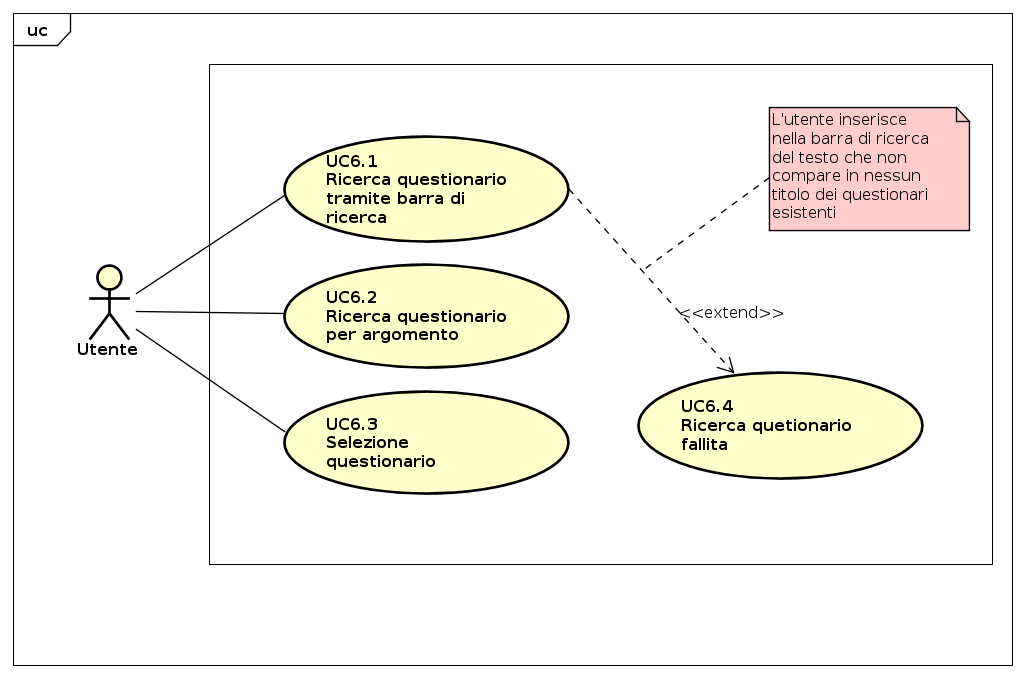 uc
UC6.1
Ricerca questionario
tramite barra di
ricerca
L'utente inserisce
nella barra di ricerca
del testo che non
compare in nessun
titolo dei questionari
esistenti
UC6.2
Ricerca questionario
per argomento
<<extend>>
Utente
UC6.3
Selezione
questionario
UC6.4
Ricerca quetionario
fallita